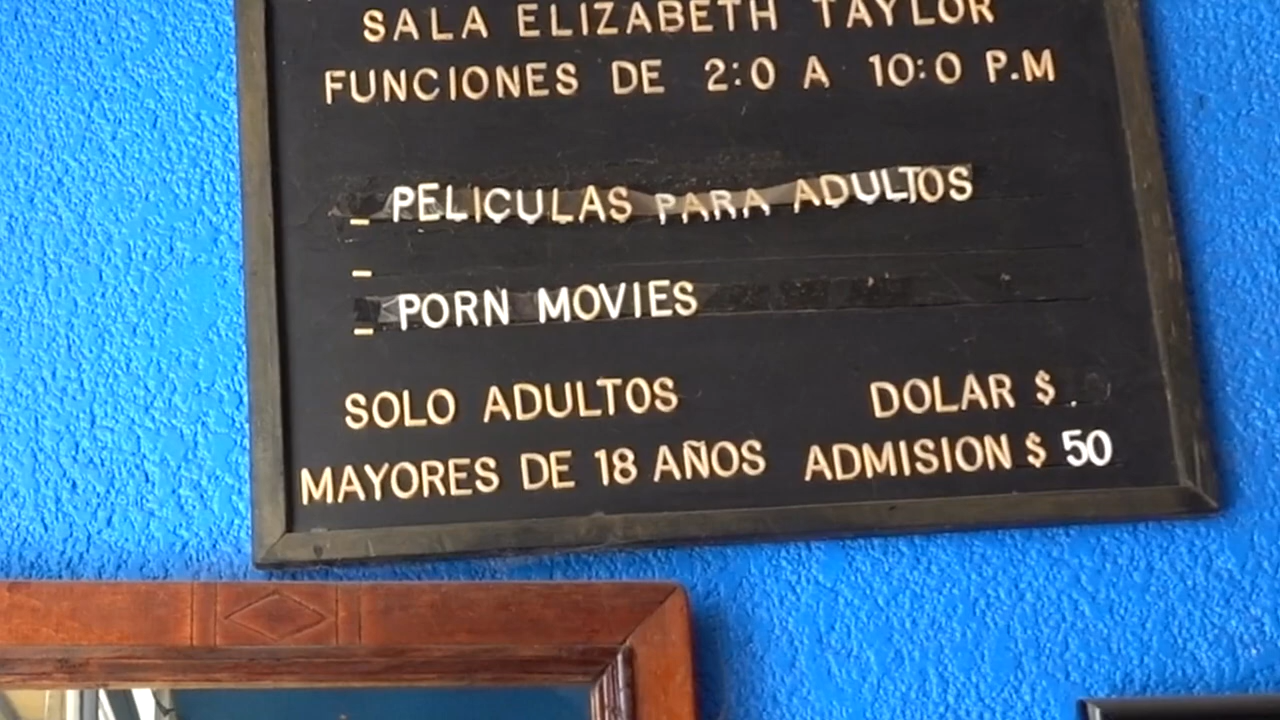 SALA ELIZABETH TAYLOR
FUNCIONES DE 2:0 A 10:0 P.M
PELICULAS PARA ADULTOS
PORN MOVIES
SOLO ADULTOS DOLAR $ .
MAYORES DE 18 AÑOS ADMISION $ 50